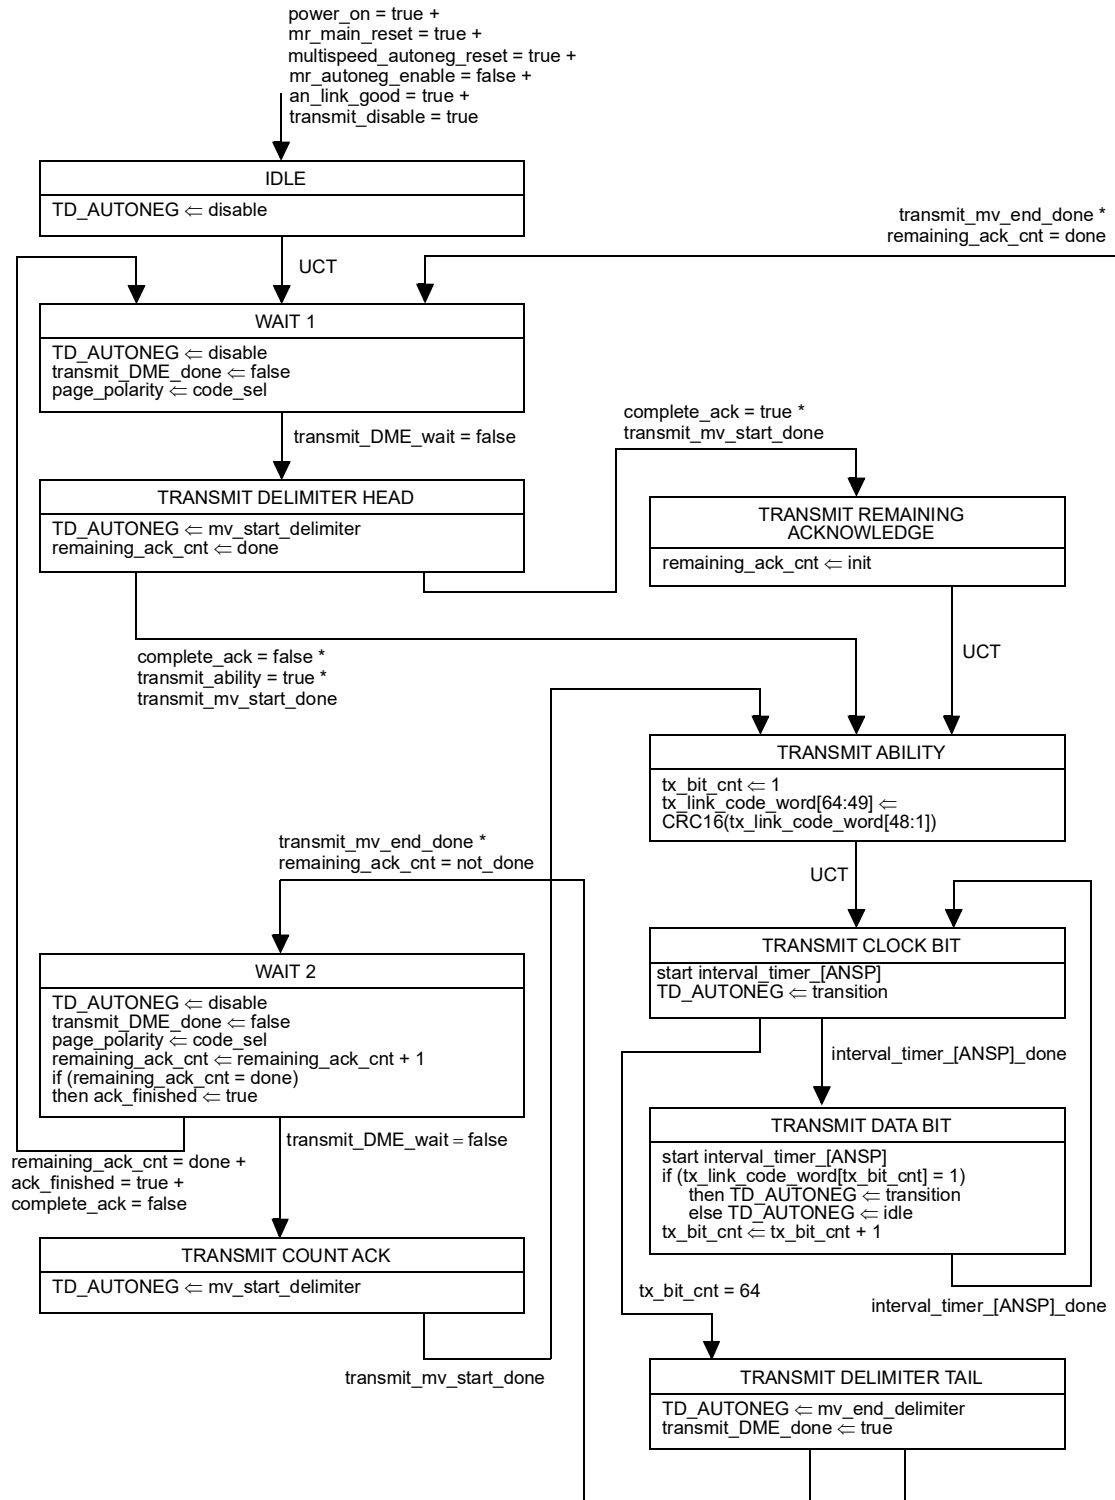 power_on = true +
mr_main_reset = true +
multispeed_autoneg_reset = true +
mr_autoneg_enable = false +
an_link_good = true +
transmit_disable = true
IDLE
TD_AUTONEG ⇐ disable
transmit_mv_end_done *
remaining_ack_cnt = done
UCT
WAIT 1
TD_AUTONEG ⇐ disable
transmit_DME_done ⇐ false
page_polarity ⇐ code_sel
transmit_DME_wait = false
complete_ack = true *
transmit_mv_start_done
TRANSMIT DELIMITER HEAD
TD_AUTONEG ⇐ mv_start_delimiter
remaining_ack_cnt ⇐ done
TRANSMIT REMAINING
ACKNOWLEDGE
remaining_ack_cnt ⇐ init
UCT
complete_ack = false *
transmit_ability = true *
transmit_mv_start_done
TRANSMIT ABILITY
tx_bit_cnt ⇐ 1
tx_link_code_word[64:49] ⇐
CRC16(tx_link_code_word[48:1])
UCT
transmit_mv_end_done *
remaining_ack_cnt = not_done
TRANSMIT CLOCK BIT
start interval_timer_[ANSP]
TD_AUTONEG ⇐ transition
WAIT 2
TD_AUTONEG ⇐ disable
transmit_DME_done ⇐ false
page_polarity ⇐ code_sel
remaining_ack_cnt ⇐ remaining_ack_cnt + 1
if (remaining_ack_cnt = done)
then ack_finished ⇐ true
interval_timer_[ANSP]_done
TRANSMIT DATA BIT
start interval_timer_[ANSP]
if (tx_link_code_word[tx_bit_cnt] = 1)
then TD_AUTONEG ⇐ transition
else TD_AUTONEG ⇐ idle
tx_bit_cnt ⇐ tx_bit_cnt + 1
transmit_DME_wait = false
remaining_ack_cnt = done +
ack_finished = true +
complete_ack = false
TRANSMIT COUNT ACK
TD_AUTONEG ⇐ mv_start_delimiter
transmit_mv_start_done
tx_bit_cnt = 64
interval_timer_[ANSP]_done
TRANSMIT DELIMITER TAIL
TD_AUTONEG ⇐ mv_end_delimiter
transmit_DME_done ⇐ true